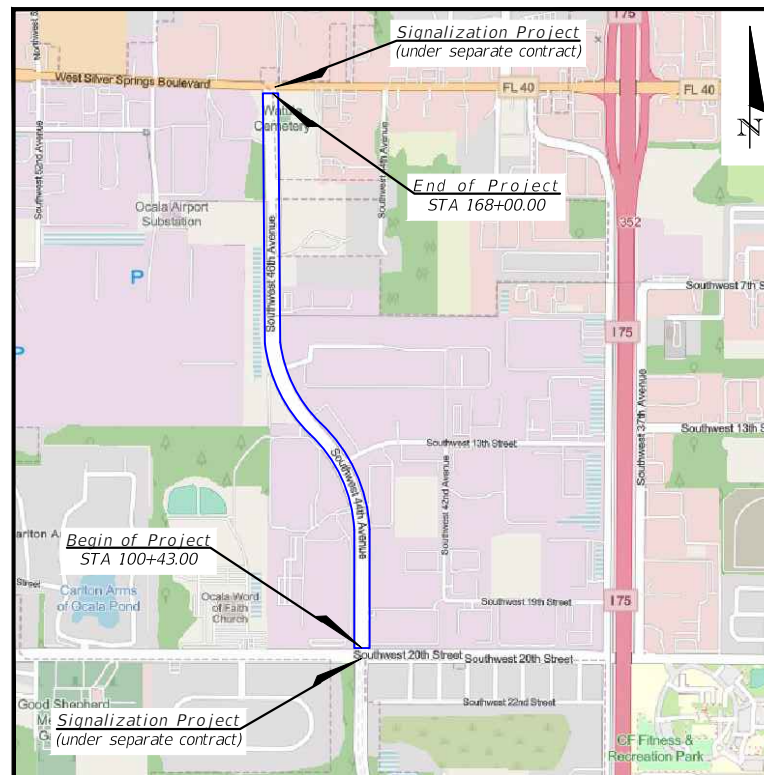 I 75
Signalization Project
(under separate contract)
West Silver Springs Boulevard
FL 40
FL 40
Cemetery
N
End of Project
STA 168+00.00
Southwest 52nd Avenue
Ocala Airport
Substation
352
P
Southwest 46th Avenue
Southwest 7th S
I 75
P
Southwest 37th Avenue
Southwest 13th S
Southwest 13th Street
Southwest 44th Avenue
Southwest 42nd Avenue
Begin of Project
STA 100+43.00
Carlton Arms
of Ocala Pond
Street
Ocala Word
of Faith
Church
Southwest 19th Street
I 75
Southwest 20th Street
Southwest 20th Street
Southwest 22nd Street
Good Shepherd
Signalization Project
(under separate contract)
CF Fitness &
Recreation Park